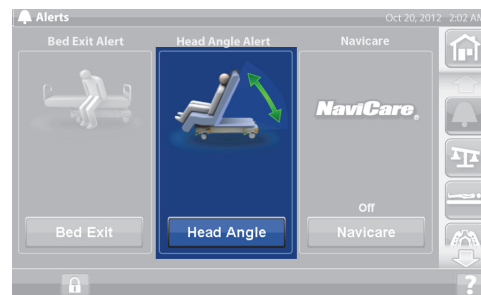 Alerts
Oct 20, 2012 2:02 AM
Bed Exit Alert
Head Angle Alert
Navicare
NaviCare®
Off
Bed Exit
Head Angle
Navicare
?